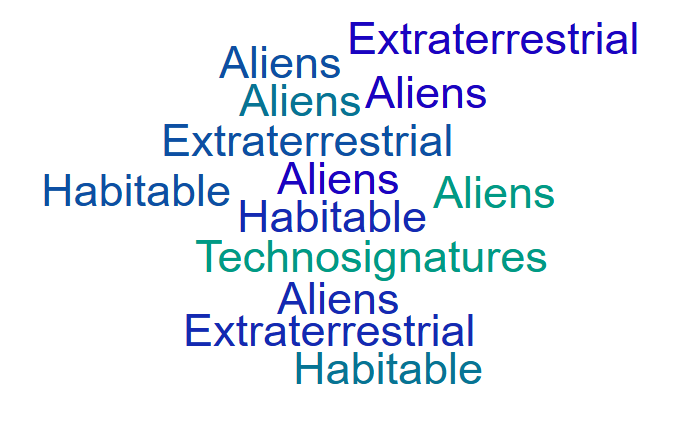 Extraterrestrial
Aliens
Aliens
Aliens
Extraterrestrial
Aliens
Habitable
Aliens
Habitable
Technosignatures
Aliens
Extraterrestrial
Habitable